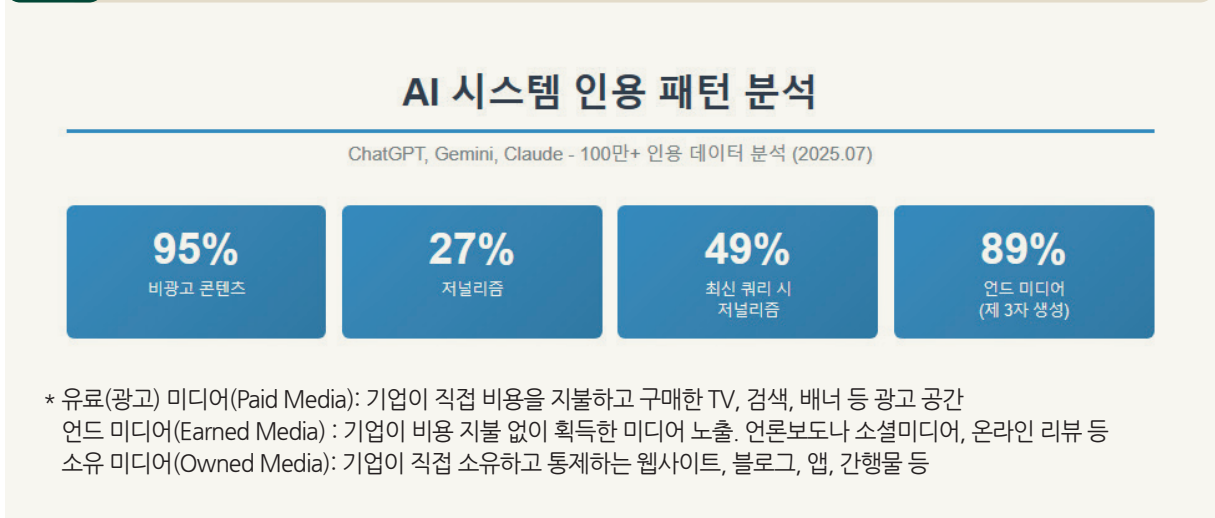 AI 시스템 인용 패턴 분석
ChatGPT, Gemini, Claude - 100만+ 인용 데이터 분석 (2025.07)
95%
비광고 콘텐츠
27%
저널리즘
49%
최신 쿼리 시
저널리즘
89%
언드 미디어
(제 3자 생성)
* 유료(광고) 미디어(Paid Media): 기업이 직접 비용을 지불하고 구매한 TV, 검색, 배너 등 광고 공간
언드 미디어(Earned Media) : 기업이 비용 지불 없이 획득한 미디어 노출. 언론보도나 소셜미디어, 온라인 리뷰 등
소유 미디어(Owned Media): 기업이 직접 소유하고 통제하는 웹사이트, 블로그, 앱, 간행물 등